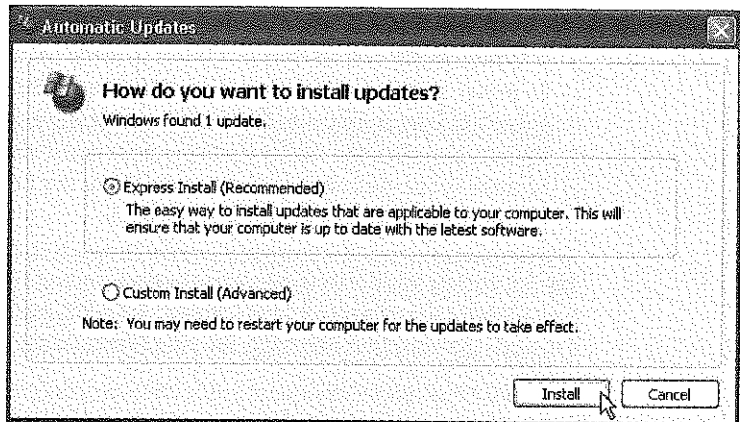 Automatic Updates
How do you want to install updates?
Windows found 1 update.
Express Install (Recommended)
The easy way to install updates that are applicable to your computer. This will
ensure that your computer is up to date with the latest software.
Custom Install (Advanced)
Note: You may need to restart your computer for the updates to take effect.
Install Cancel